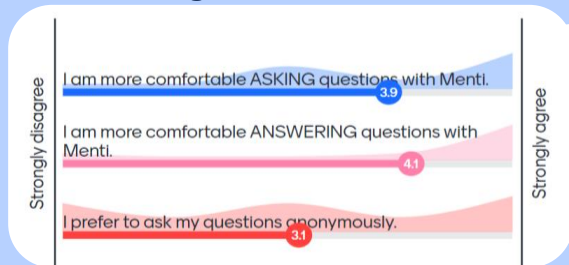 Strongly disagree
I am more comfortable ASKING questions with Menti.
3.9
I am more comfortable ANSWERING questions with
Menti.
4.1
I prefer to ask my questions anonymously.
3.1
Strongly agree